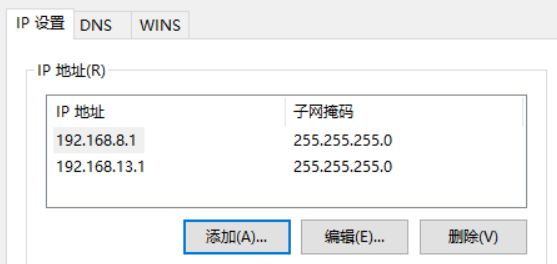 IP 设置 DNS WINS
IP 地址(R)
IP 地址 子网掩码
192.168.8.1 255.255.255.0
192.168.13.1 255.255.255.0
添加(A)... 编辑(E)... 删除(V)